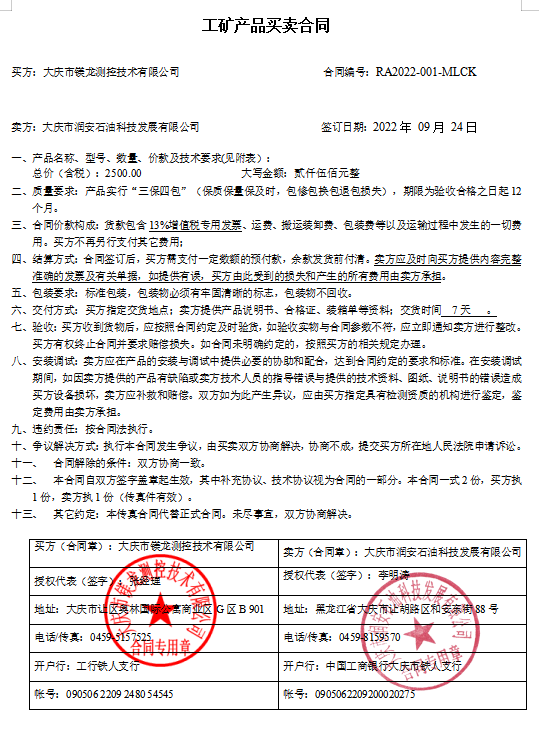 工矿产品买卖合同
买方：大庆市镁龙测控技术有限公司 合同编号：RA2022-001-MLCK
卖方：大庆市润安石油科技发展有限公司 签订日期：2022 年 09 月 24 日
一、产品名称、型号、数量、价款及技术要求(见附表)：
总价（含税）：2500.00 大写金额：贰仟伍佰元整
二、质量要求：产品实行“三保四包”（保质保量保及时，包修包换包退包损失），期限为验收合格之日起 12
个月。
三、合同价款构成：货款包含 13%增值税专用发票、运费、搬运装卸费、包装费等以及运输过程中发生的一切费
用。买方不再另行支付其它费用；
四、结算方式：合同签订后，买方需支付一定数额的预付款，余款发货前付清。卖方应及时向买方提供内容完整
准确的发票及有关单据，如提供有误，买方由此受到的损失和产生的所有费用由卖方承担。
五、包装要求：标准包装，包装物必须有牢固清晰的标志，包装物不回收。
六、交付方式：买方指定交货地点；卖方提供产品说明书、合格证、装箱单等资料；交货时间 7 天 。
七、验收：买方收到货物后，应按照合同约定及时验货，如验收实物与合同参数不符，应立即通知卖方进行整改。
买方有权终止合同并要求赔偿损失。如合同未明确约定的，按照买方的相关规定办理。
八、安装调试：卖方应在产品的安装与调试中提供必要的协助和配合，达到合同约定的要求和标准。在安装调试
期间，如因卖方提供的产品有缺陷或卖方技术人员的指导错误与提供的技术资料、图纸、说明书的错误造成
买方设备损坏，卖方应补救和赔偿。双方如为此产生异议，应由买方指定具有检测资质的机构进行鉴定，鉴
定费用由卖方承担。
九、违约责任：按合同法执行。
十、争议解决方式：执行本合同发生争议，由买卖双方协商解决，协商不成，提交买方所在地人民法院申请诉讼。
十一、 合同解除的条件：双方协商一致。
十二、 本合同自双方签字盖章起生效，其中补充协议、技术协议视为合同的一部分。本合同一式 2 份，买方执
1 份，卖方执 1 份（传真件有效）。
十三、 其它约定：本传真合同代替正式合同。未尽事宜，双方协商解决。
买方（合同章）：大庆市镁龙测控技术有限公司
卖方（合同章）：大庆市润安石油科技发展有限公司
授权代表（签字）：张经理
授权代表（签字）：李明涛
地址：大庆市让区奥林国际公寓商业区 G 区 B 901
地址：黑龙江省大庆市让胡路区和安东街 88 号
电话/传真：0459-5157525
电话/传真：0459-8159570
开户行：工行铁人支行
开户行：中国工商银行大庆市铁人支行
帐号：090506 2209 248054545
帐号：0905062209200020275
合同专用章
合同专用章